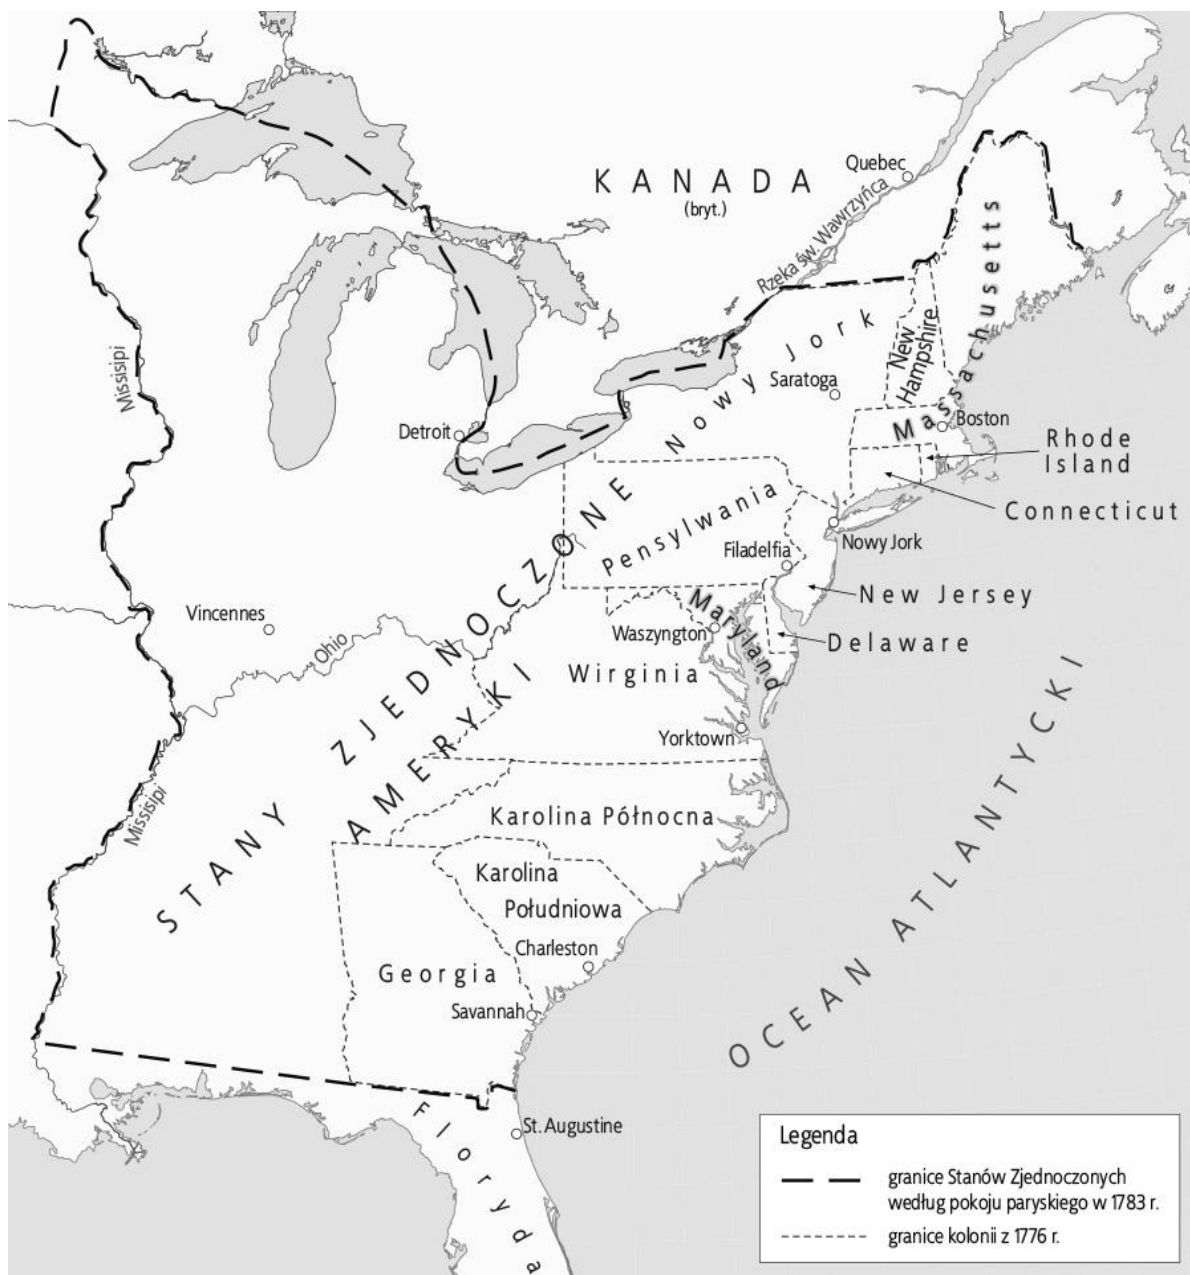 KANADA
(bryt.)
Quebec
Rzeka św. Wawrzyńca
Massachusetts
New
Hampshire
Nowy Jork
Saratoga
Boston
Rhode
Island
Connecticut
Detroit
Missisipi
Pensylwania
Nowy Jork
Filadelfia
New Jersey
Maryland
Delaware
Waszyngton
Vincennes
Ohio
Wirginia
STANY ZJEDNOCZONE
AMERYKI
Yorktown
Missisipi
Karolina Północna
Karolina
Południowa
Charleston
Georgia
Savannah
OCEAN ATLANTYCKI
St. Augustine
Floryda
Legenda
granice Stanów Zjednoczonych
według pokoju paryskiego w 1783 r.
granice kolonii z 1776 r.